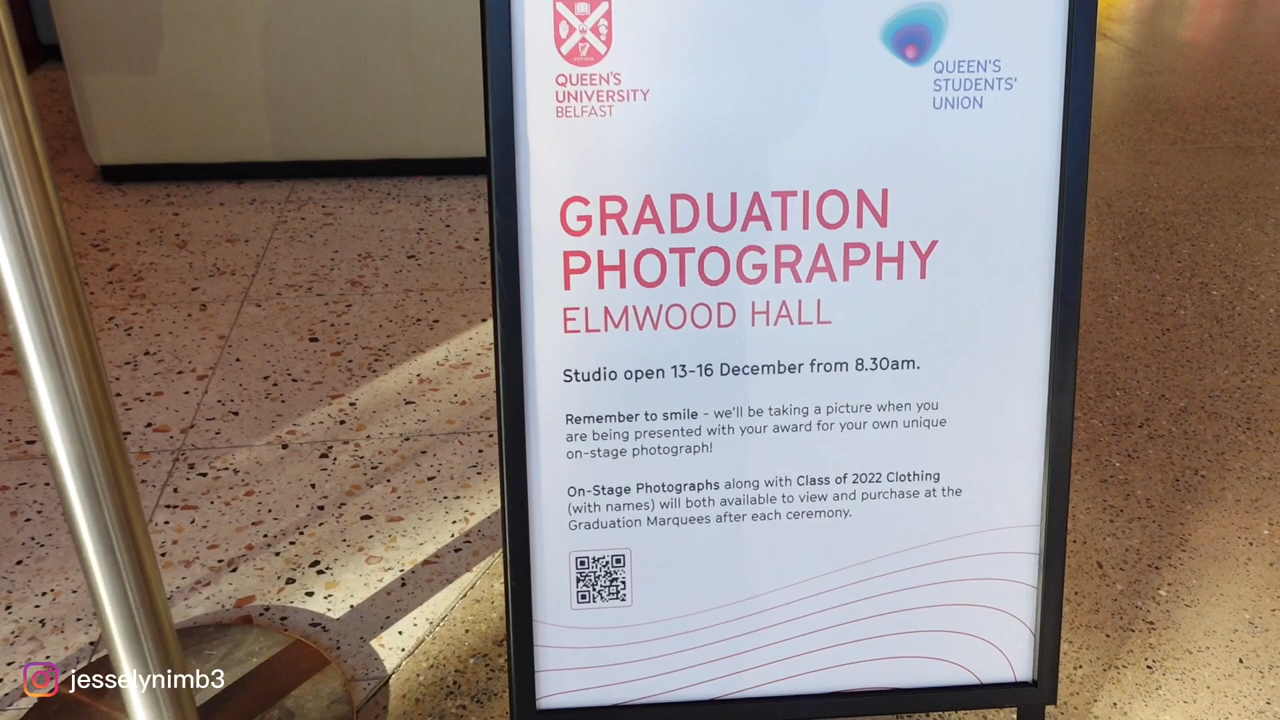 QUEEN'S
UNIVERSITY
BELFAST
QUEEN'S
STUDENTS'
UNION
GRADUATION
PHOTOGRAPHY
ELMWOOD HALL
Studio open 13-16 December from 8.30am.
Remember to smile - we'll be taking a picture when you
are being presented with your award for your own unique
on-stage photograph!
On-Stage Photographs along with Class of 2022 Clothing
(with names) will both available to view and purchase at the
Graduation Marquees after each ceremony.
jesselynimb3